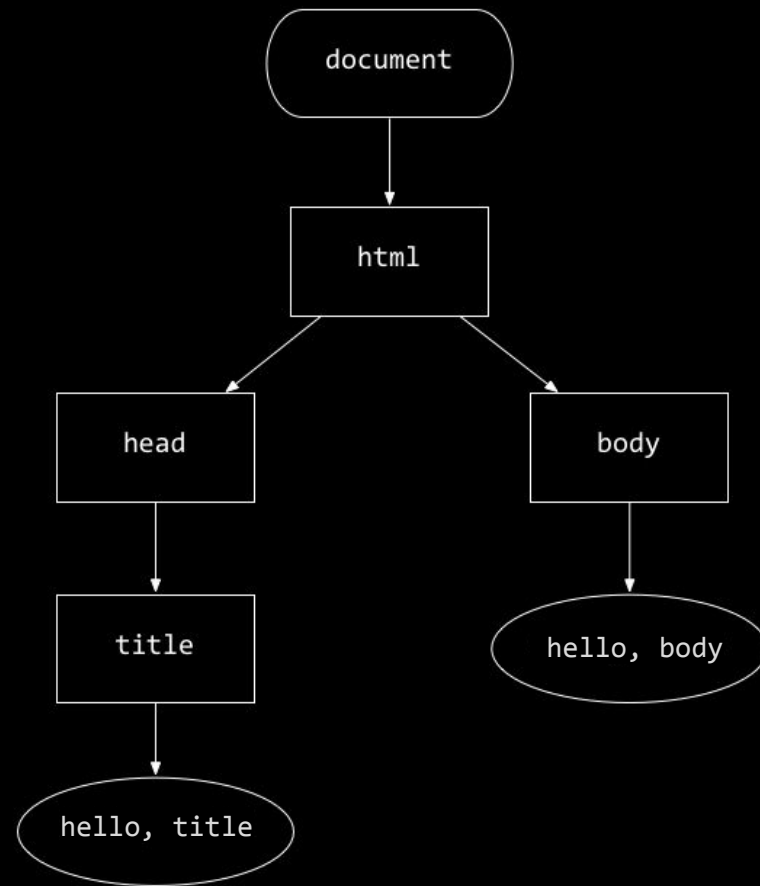 document
html
head
body
title
hello, body
hello, title